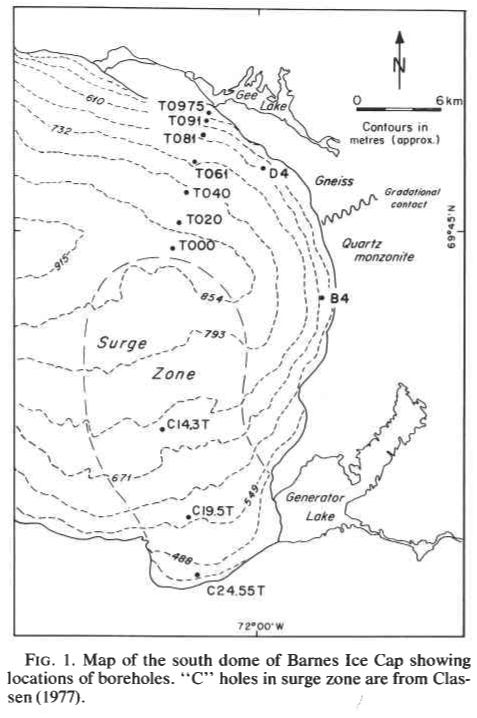 N
0 6 km
Contours in
metres (approx.)
Gee
Lake
610
732
T0975
T091
T081
T061
T040
T020
T000
D4
Gneiss
Gradational
contact
Quartz
monzonite
69°45'N
915
854
B4
793
Surge
Zone
C14.3T
671
549
Generator
Lake
C19.5T
488
C24.55T
72°00'W
FIG. 1. Map of the south dome of Barnes Ice Cap showing
locations of boreholes. "C" holes in surge zone are from Clas-
sen (1977).